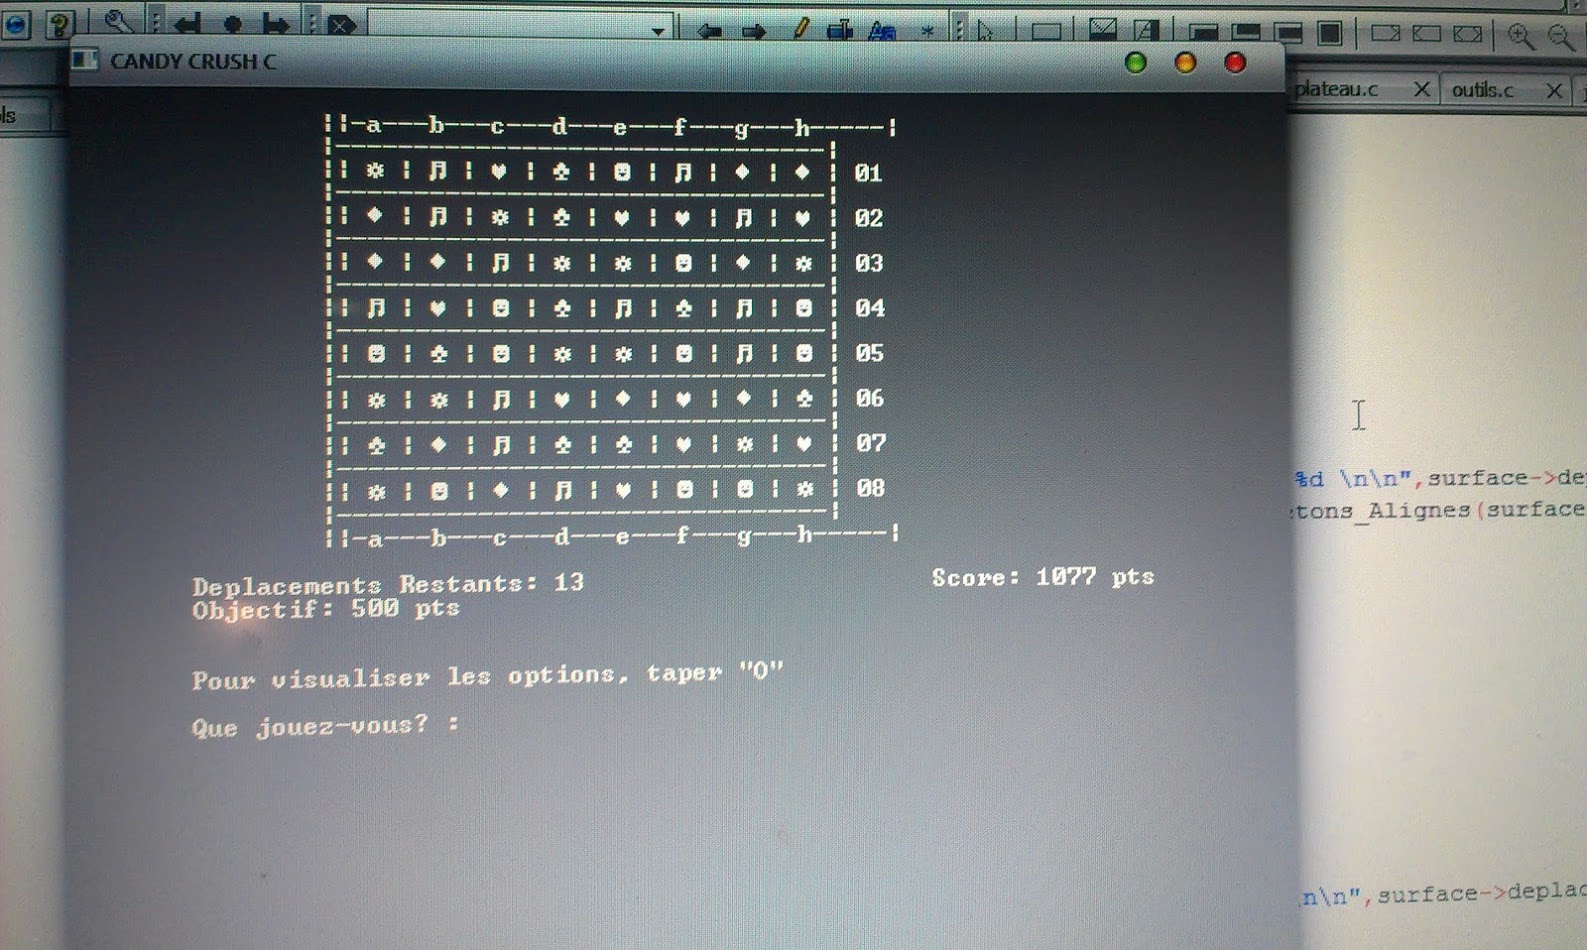 CANDY CRUSH C
ls
plateau.c
outils.c
||-a---b---c---d---e---f---g---h-----|
|| ☼ | ♫ | ♥ | ♣ | ☻ | ♫ | ♦ | ♦ | 01
|| ♦ | ♫ | ☼ | ♣ | ♥ | ♥ | ♫ | ♥ | 02
|| ♦ | ♦ | ♫ | ☼ | ☼ | ☻ | ♦ | ☼ | 03
|| ♫ | ♥ | ☻ | ♣ | ♫ | ♣ | ♫ | ☻ | 04
|| ☻ | ♣ | ☻ | ☼ | ☼ | ☻ | ♫ | ☻ | 05
|| ☼ | ☼ | ♫ | ♥ | ♦ | ♥ | ♦ | ♣ | 06
|| ♣ | ♦ | ♫ | ♣ | ♣ | ♥ | ☼ | ♥ | 07
|| ☼ | ☻ | ♦ | ♫ | ♥ | ☻ | ☻ | ☼ | 08
||-a---b---c---d---e---f---g---h-----|
%d \n\n",surface->dep
tons_Alignes(surface
Deplacements Restants: 13
Score: 1077 pts
Objectif: 500 pts
Pour visualiser les options, taper "O"
Que jouez-vous? :
n\n",surface->deplac